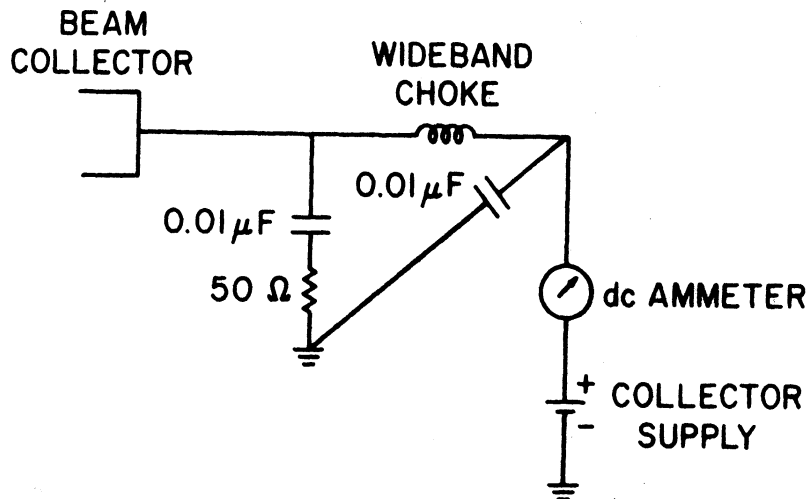 BEAM
COLLECTOR
WIDEBAND
CHOKE
0.01μF
0.01μF
50 Ω
dc AMMETER
+
COLLECTOR
SUPPLY
-